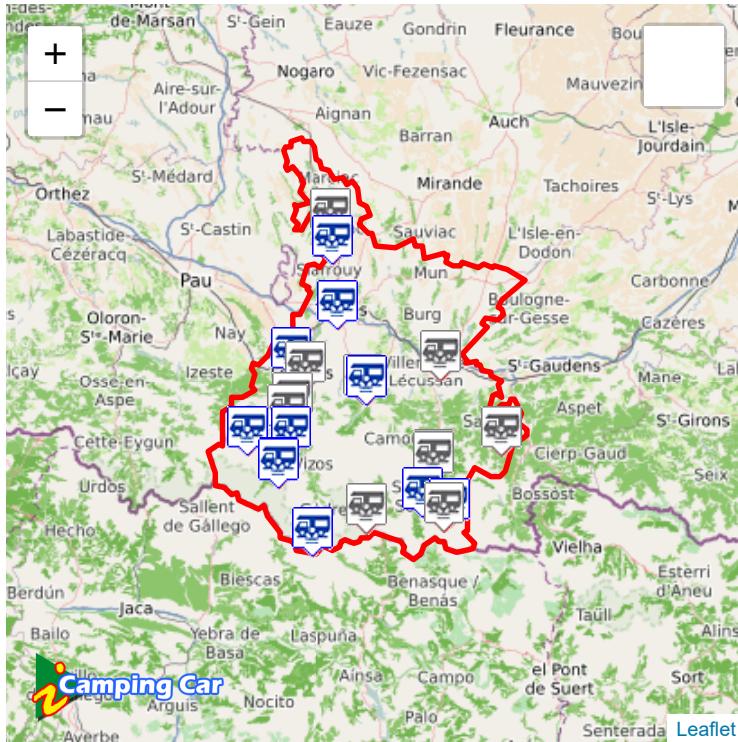 de-Marsan
Sᵗ-Gein
Eauze
Gondrin
Fleurance
+
Nogaro
Vic-Fezensac
Mauvezin
Aire-sur-
l'Adour
−
Aignan
Auch
L'Isle-
Jourdain
Barran
Sᵗ-Médard
Mirande
Tachoires
Sᵗ-Lys
Orthez
Sᵗ-Castin
Sauviac
L'Isle-en-
Dodon
Labastide-
Cézéracq
Mun
Pau
Carbonne
Boulogne-
sur-Gesse
Oloron-
Sᵗᵉ-Marie
Nay
Burg
Cazères
Izeste
Lécussan
Sᵗ-Gaudens
Mane
Osse-en-
Aspe
Aspet
Sᵗ-Girons
Cette-Eygun
Cierp-Gaud
Urdos
Seix
Sallent
de Gállego
Bossòst
Hecho
Vielha
Biescas
Benasque /
Benás
Esterri
d'Àneu
Berdún
Jaca
Taüll
Bailo
Yebra de
Basa
Laspuña
Aínsa
Campo
el Pont
de Suert
Sort
i Camping Car
Arguis
Nocito
Palo
Senterada
Averbe
Leaflet